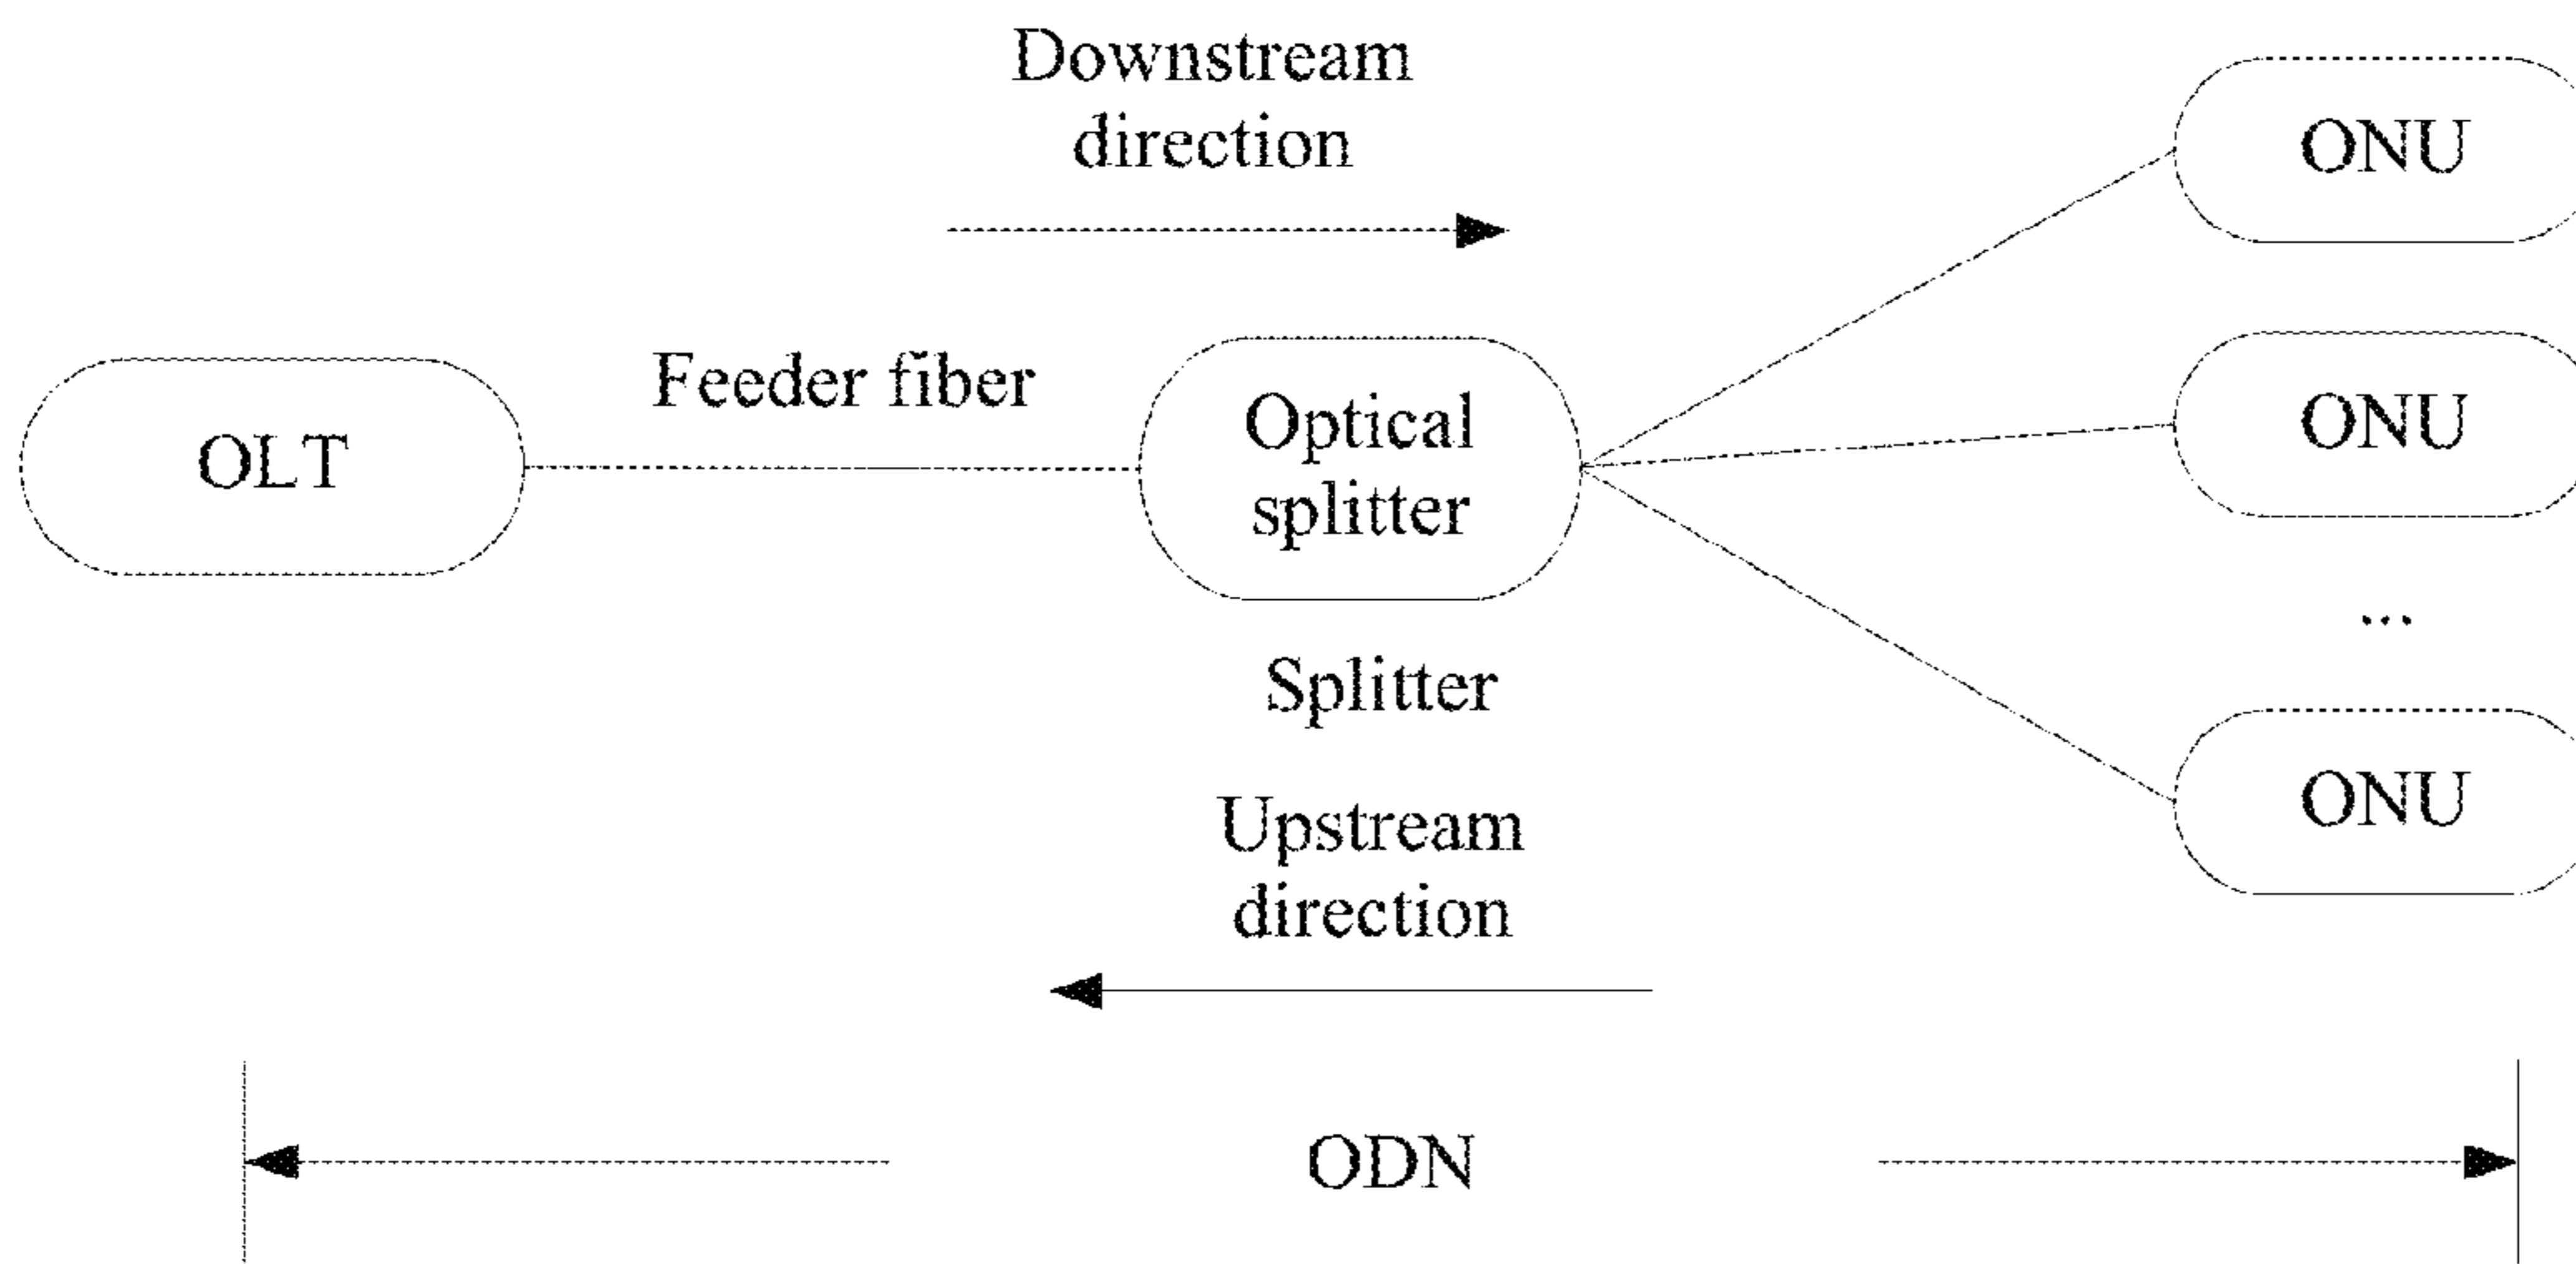 Downstream
direction
ONU
Feeder fiber
OLT
Optical
splitter
ONU
...
Splitter
Upstream
direction
ONU
ODN